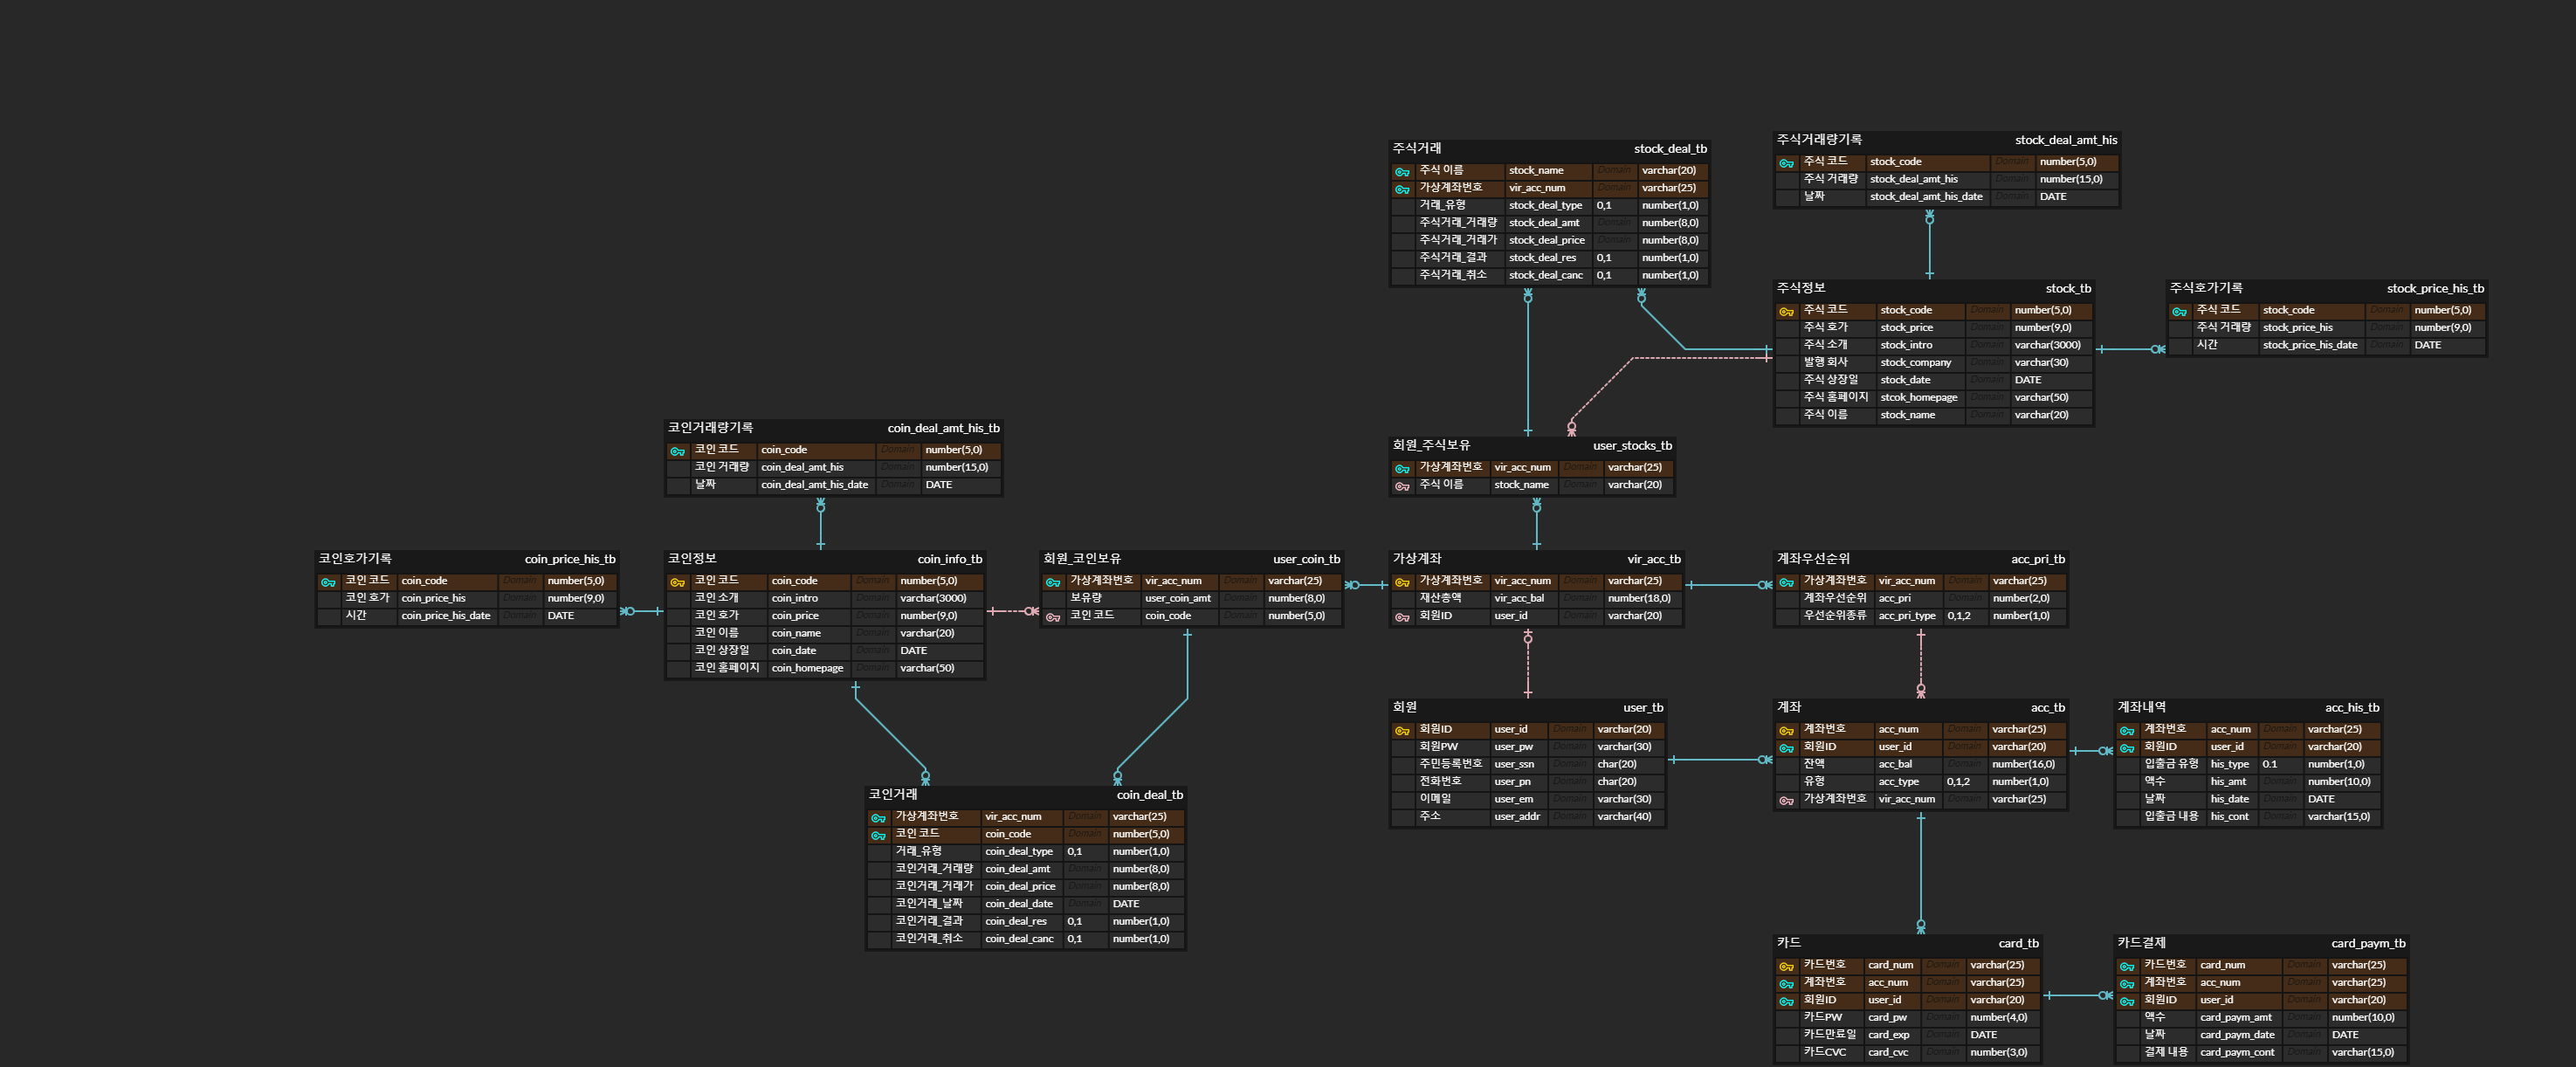 주식거래 stock_deal_tb
주식 이름 stock_name Domain varchar(20)
가상계좌번호 vir_acc_num Domain varchar(25)
거래_유형 stock_deal_type 0,1 number(1,0)
주식거래_거래량 stock_deal_amt Domain number(8,0)
주식거래_거래가 stock_deal_price Domain number(8,0)
주식거래_결과 stock_deal_res 0,1 number(1,0)
주식거래_취소 stock_deal_canc 0,1 number(1,0)
주식거래량기록 stock_deal_amt_his
주식 코드 stock_code Domain number(5,0)
주식 거래량 stock_deal_amt_his Domain number(15,0)
날짜 stock_deal_amt_his_date Domain DATE
주식정보 stock_tb
주식 코드 stock_code Domain number(5,0)
주식 호가 stock_price Domain number(9,0)
주식 소개 stock_intro Domain varchar(3000)
발행 회사 stock_company Domain varchar(30)
주식 상장일 stock_date Domain DATE
주식 홈페이지 stcok_homepage Domain varchar(50)
주식 이름 stock_name Domain varchar(20)
주식호가기록 stock_price_his_tb
주식 코드 stock_code Domain number(5,0)
주식 거래량 stock_price_his Domain number(9,0)
시간 stock_price_his_date Domain DATE
코인거래량기록 coin_deal_amt_his_tb
코인 코드 coin_code Domain number(5,0)
코인 거래량 coin_deal_amt_his Domain number(15,0)
날짜 coin_deal_amt_his_date Domain DATE
회원_주식보유 user_stocks_tb
가상계좌번호 vir_acc_num Domain varchar(25)
주식 이름 stock_name Domain varchar(20)
코인호가기록 coin_price_his_tb
코인 코드 coin_code Domain number(5,0)
코인 호가 coin_price_his Domain number(9,0)
시간 coin_price_his_date Domain DATE
코인정보 coin_info_tb
코인 코드 coin_code Domain number(5,0)
코인 소개 coin_intro Domain varchar(3000)
코인 호가 coin_price Domain number(9,0)
코인 이름 coin_name Domain varchar(20)
코인 상장일 coin_date Domain DATE
코인 홈페이지 coin_homepage Domain varchar(50)
회원_코인보유 user_coin_tb
가상계좌번호 vir_acc_num Domain varchar(25)
보유량 user_coin_amt Domain number(8,0)
코인 코드 coin_code Domain number(5,0)
가상계좌 vir_acc_tb
가상계좌번호 vir_acc_num Domain varchar(25)
재산총액 vir_acc_bal Domain number(18,0)
회원ID user_id Domain varchar(20)
계좌우선순위 acc_pri_tb
가상계좌번호 vir_acc_num Domain varchar(25)
계좌우선순위 acc_pri Domain number(2,0)
우선순위종류 acc_pri_type 0,1,2 number(1,0)
회원 user_tb
회원ID user_id Domain varchar(20)
회원PW user_pw Domain varchar(30)
주민등록번호 user_ssn Domain char(20)
전화번호 user_pn Domain char(20)
이메일 user_em Domain varchar(30)
주소 user_addr Domain varchar(40)
계좌 acc_tb
계좌번호 acc_num Domain varchar(25)
회원ID user_id Domain varchar(20)
잔액 acc_bal Domain number(16,0)
유형 acc_type 0,1,2 number(1,0)
가상계좌번호 vir_acc_num Domain varchar(25)
계좌내역 acc_his_tb
계좌번호 acc_num Domain varchar(25)
회원ID user_id Domain varchar(20)
입출금 유형 his_type 0.1 number(1,0)
액수 his_amt Domain number(10,0)
날짜 his_date Domain DATE
입출금 내용 his_cont Domain varchar(15,0)
코인거래 coin_deal_tb
가상계좌번호 vir_acc_num Domain varchar(25)
코인 코드 coin_code Domain number(5,0)
거래_유형 coin_deal_type 0,1 number(1,0)
코인거래_거래량 coin_deal_amt Domain number(8,0)
코인거래_거래가 coin_deal_price Domain number(8,0)
코인거래_날짜 coin_deal_date Domain DATE
코인거래_결과 coin_deal_res 0,1 number(1,0)
코인거래_취소 coin_deal_canc 0,1 number(1,0)
카드 card_tb
카드번호 card_num Domain varchar(25)
계좌번호 acc_num Domain varchar(25)
회원ID user_id Domain varchar(20)
카드PW card_pw Domain number(4,0)
카드만료일 card_exp Domain DATE
카드CVC card_cvc Domain number(3,0)
카드결제 card_paym_tb
카드번호 card_num Domain varchar(25)
계좌번호 acc_num Domain varchar(25)
회원ID user_id Domain varchar(20)
액수 card_paym_amt Domain number(10,0)
날짜 card_paym_date Domain DATE
결제 내용 card_paym_cont Domain varchar(15,0)